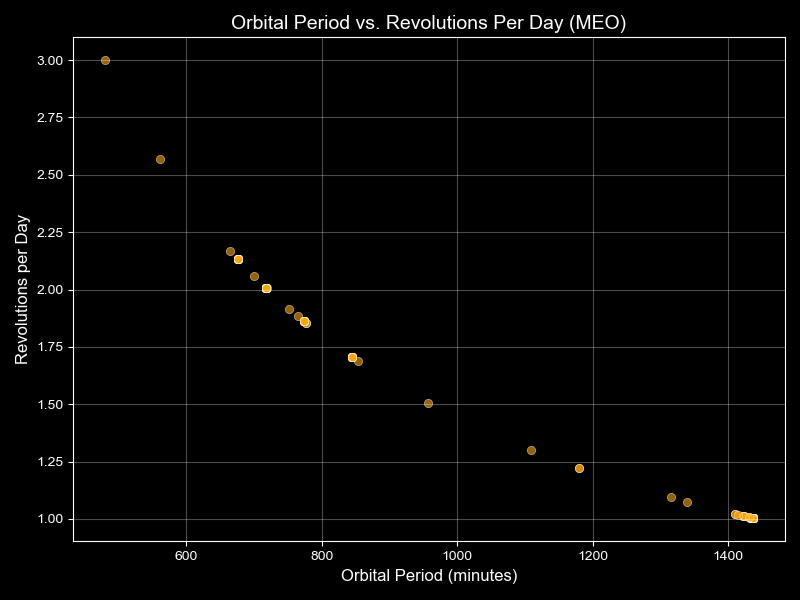 Orbital Period vs. Revolutions Per Day (MEO)
3.00
2.75
2.50
2.25
2.00
1.75
1.50
1.25
1.00
Revolutions per Day
600 800 1000 1200 1400
Orbital Period (minutes)